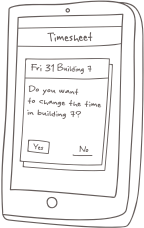 Timesheet
Fri 31 Building 7
Do you want
to change the time
in building 7?
Yes No